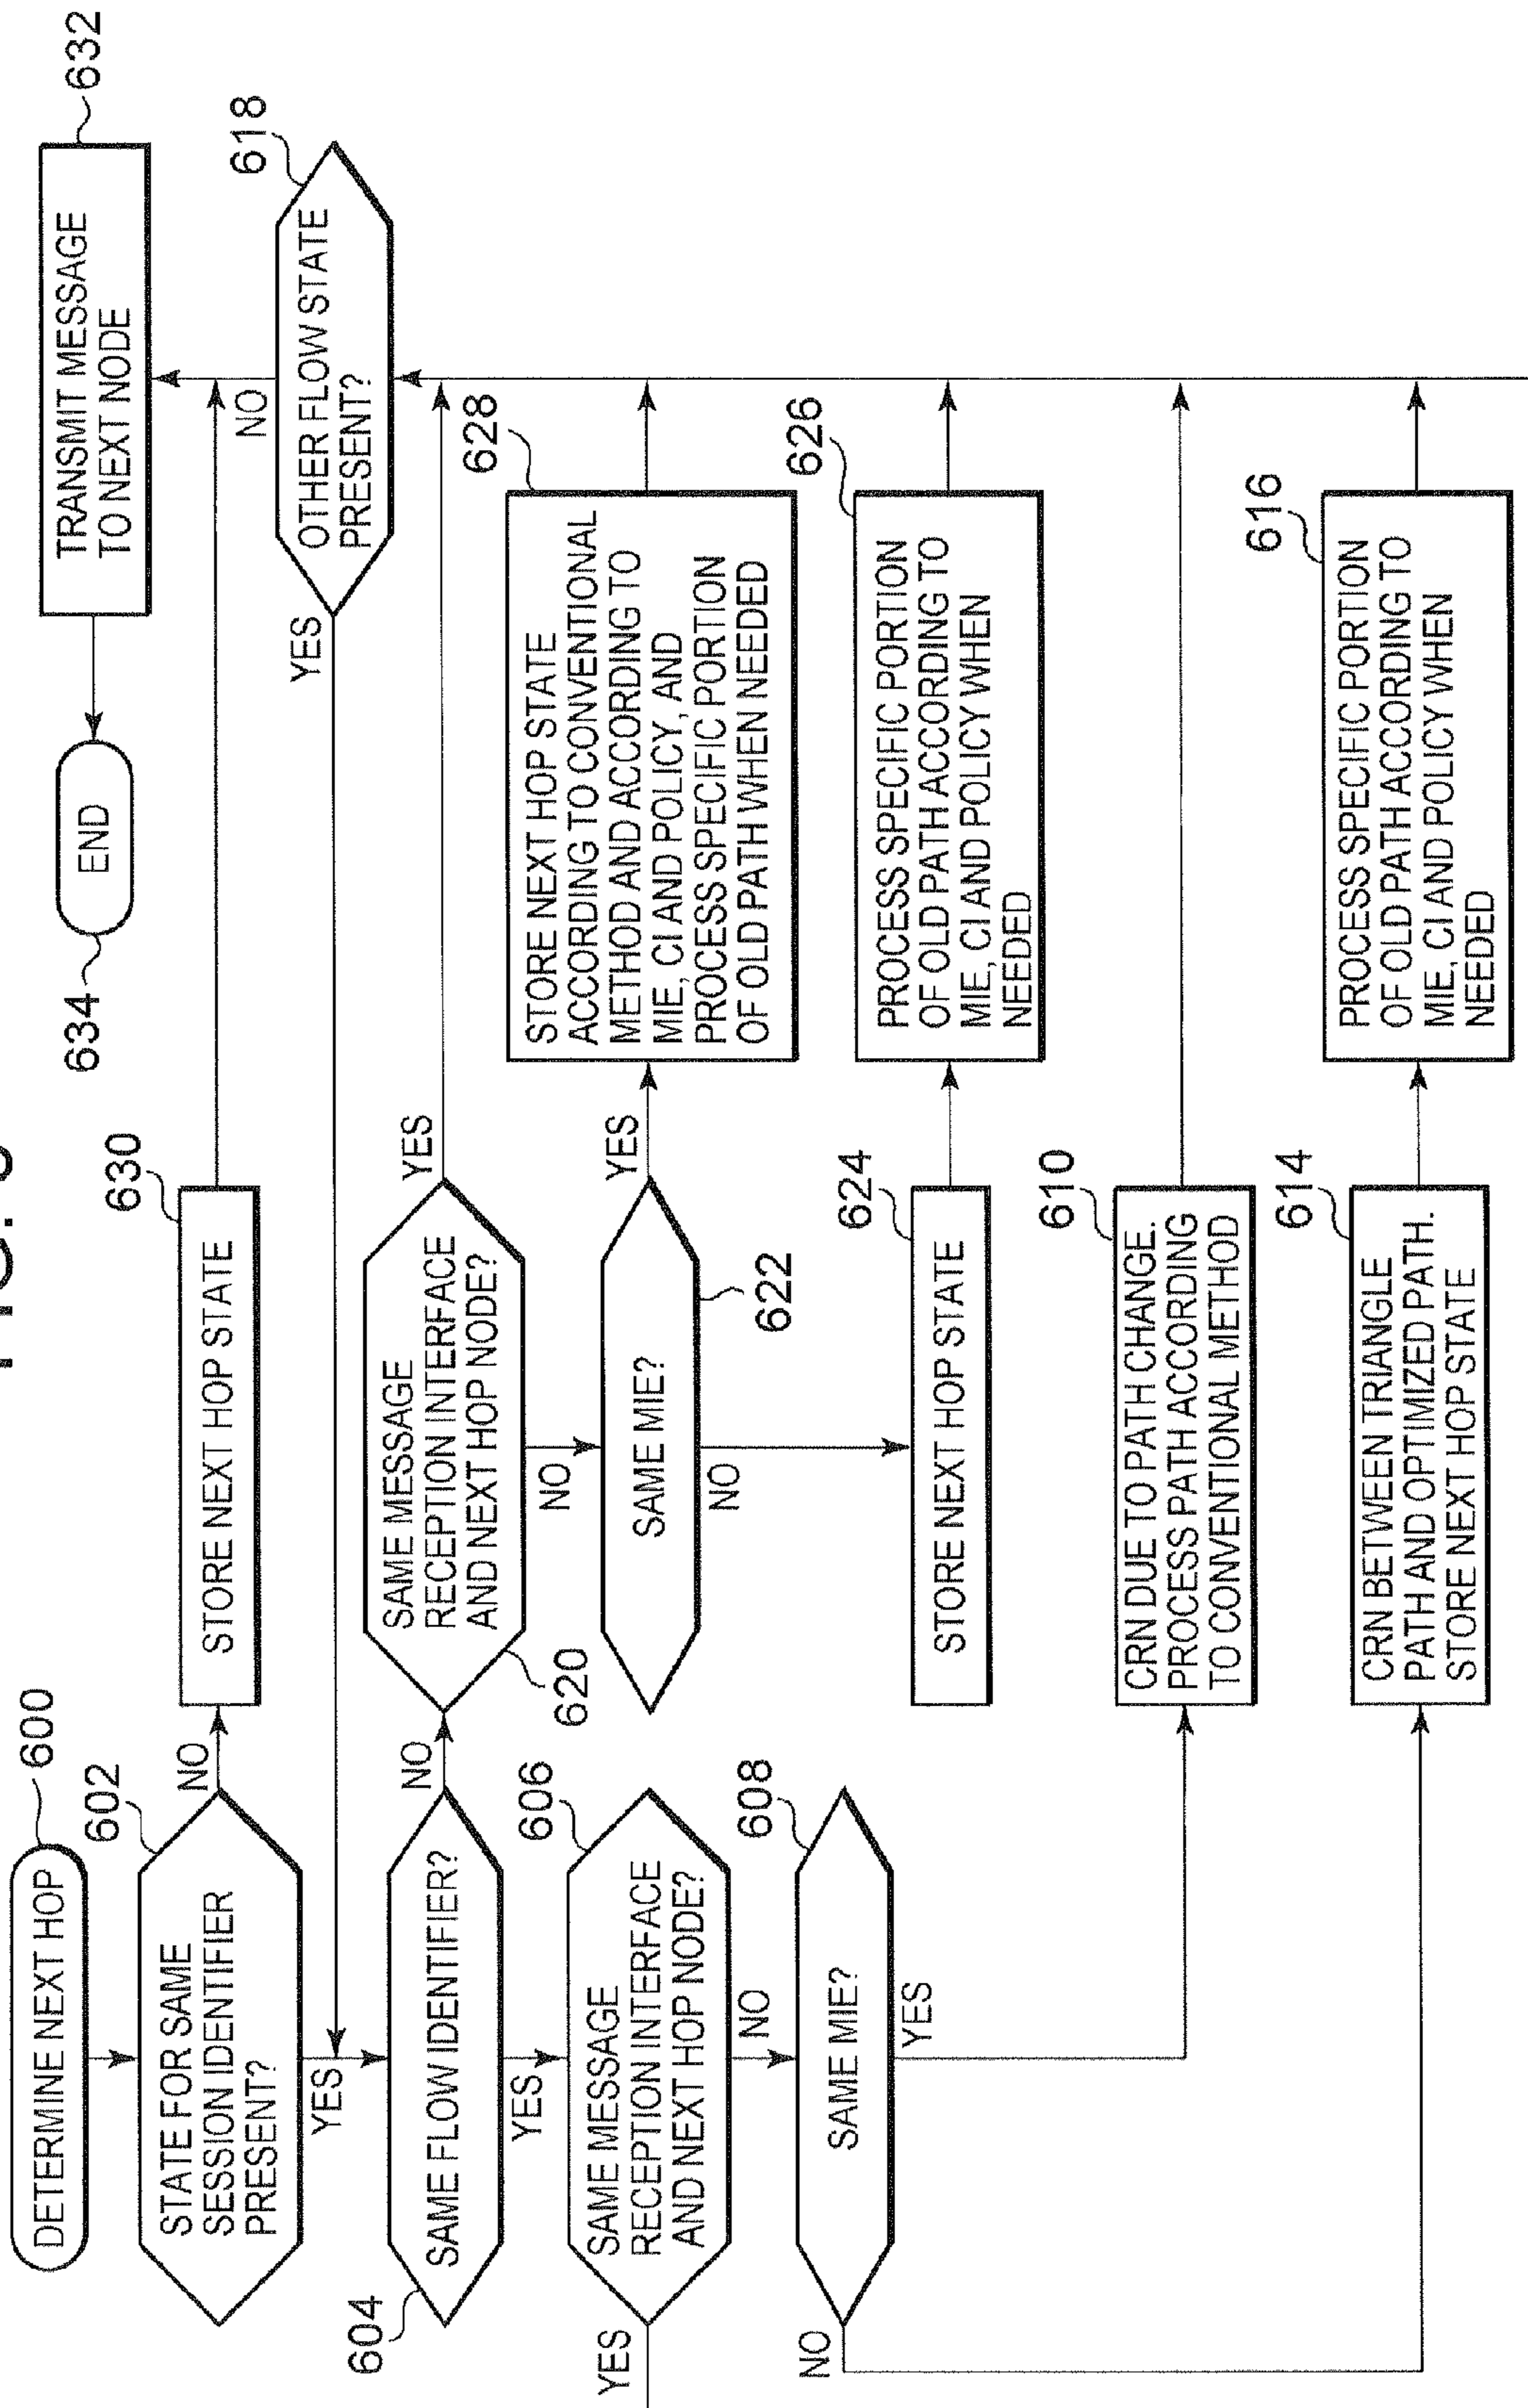 DETERMINE NEXT HOP
600
STATE FOR SAME
SESSION IDENTIFIER
PRESENT?
602
NO
YES
STORE NEXT HOP STATE
630
SAME FLOW IDENTIFIER?
604
NO
YES
SAME MESSAGE
RECEPTION INTERFACE
AND NEXT HOP NODE?
606
YES
NO
SAME MIE?
608
NO
YES
SAME MESSAGE
RECEPTION INTERFACE
AND NEXT HOP NODE?
620
YES
NO
SAME MIE?
622
YES
NO
STORE NEXT HOP STATE
624
CRN DUE TO PATH CHANGE.
PROCESS PATH ACCORDING
TO CONVENTIONAL METHOD
610
CRN BETWEEN TRIANGLE
PATH AND OPTIMIZED PATH.
STORE NEXT HOP STATE
614
END
634
TRANSMIT MESSAGE
TO NEXT NODE
632
OTHER FLOW STATE
PRESENT?
618
YES
NO
STORE NEXT HOP STATE
ACCORDING TO CONVENTIONAL
METHOD AND ACCORDING TO
MIE, CI AND POLICY, AND
PROCESS SPECIFIC PORTION
OF OLD PATH WHEN NEEDED
628
PROCESS SPECIFIC PORTION
OF OLD PATH ACCORDING TO
MIE, CI AND POLICY WHEN
NEEDED
626
PROCESS SPECIFIC PORTION
OF OLD PATH ACCORDING TO
MIE, CI AND POLICY WHEN
NEEDED
616